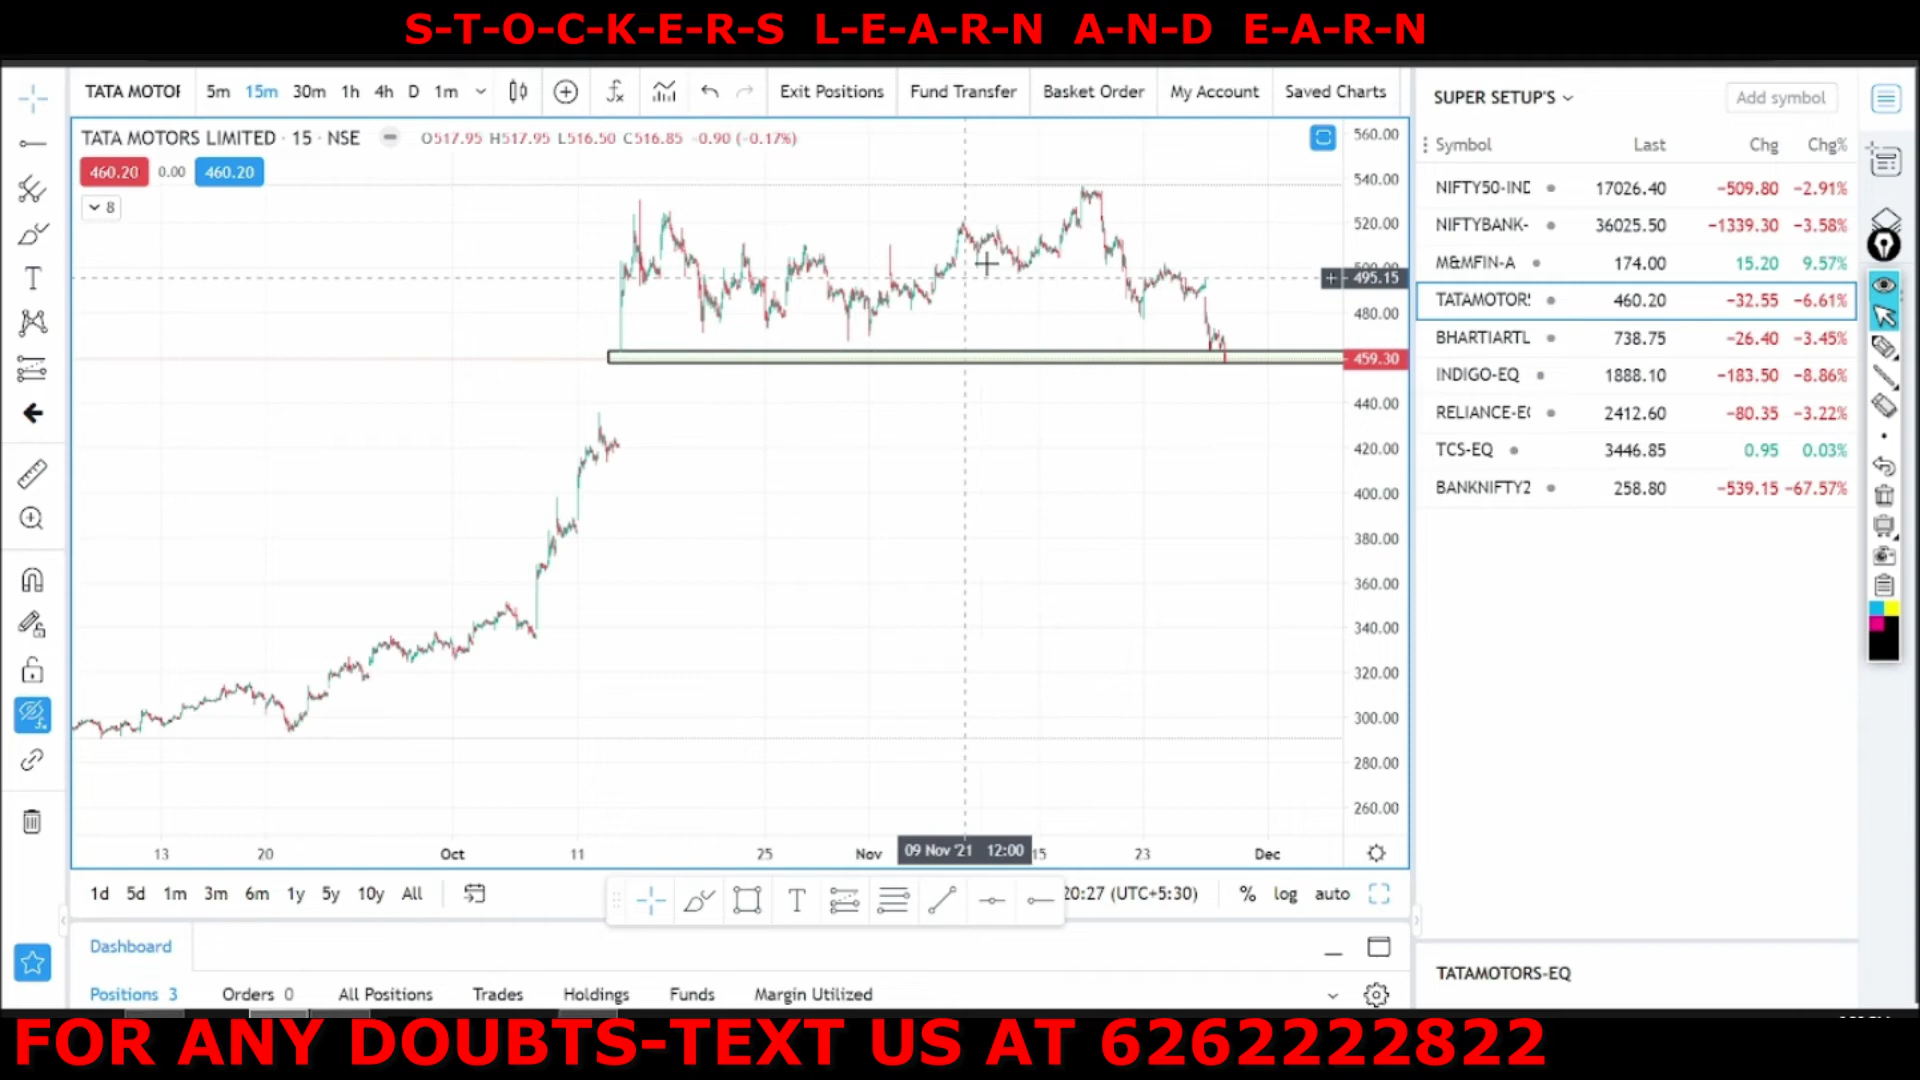 S-T-O-C-K-E-R-S L-E-A-R-N A-N-D E-A-R-N
TATA MOTOF 5m 15m 30m 1h 4h D 1m Exit Positions Fund Transfer Basket Order My Account Saved Charts
SUPER SETUP'S Add symbol
TATA MOTORS LIMITED · 15 · NSE O517.95 H517.95 L516.50 C516.85 -0.90 (-0.17%)
460.20 0.00 460.20
8
560.00
540.00
520.00
500.00
495.15
480.00
459.30
440.00
420.00
400.00
380.00
360.00
340.00
320.00
300.00
280.00
260.00
13 20 Oct 11 25 Nov 09 Nov '21 12:00 15 23 Dec
Symbol Last Chg Chg%
NIFTY50-IND 17026.40 −509.80 −2.91%
NIFTYBANK- 36025.50 −1339.30 −3.58%
M&MFIN-A 174.00 15.20 9.57%
TATAMOTOR 460.20 −32.55 −6.61%
BHARTIARTL 738.75 −26.40 −3.45%
INDIGO-EQ 1888.10 −183.50 −8.86%
RELIANCE-E 2412.60 −80.35 −3.22%
TCS-EQ 3446.85 0.95 0.03%
BANKNIFTY2 258.80 −539.15 −67.57%
1d 5d 1m 3m 6m 1y 5y 10y All 20:27 (UTC+5:30) % log auto
Dashboard
Positions 3 Orders 0 All Positions Trades Holdings Funds Margin Utilized
TATAMOTORS-EQ
FOR ANY DOUBTS-TEXT US AT 6262222822